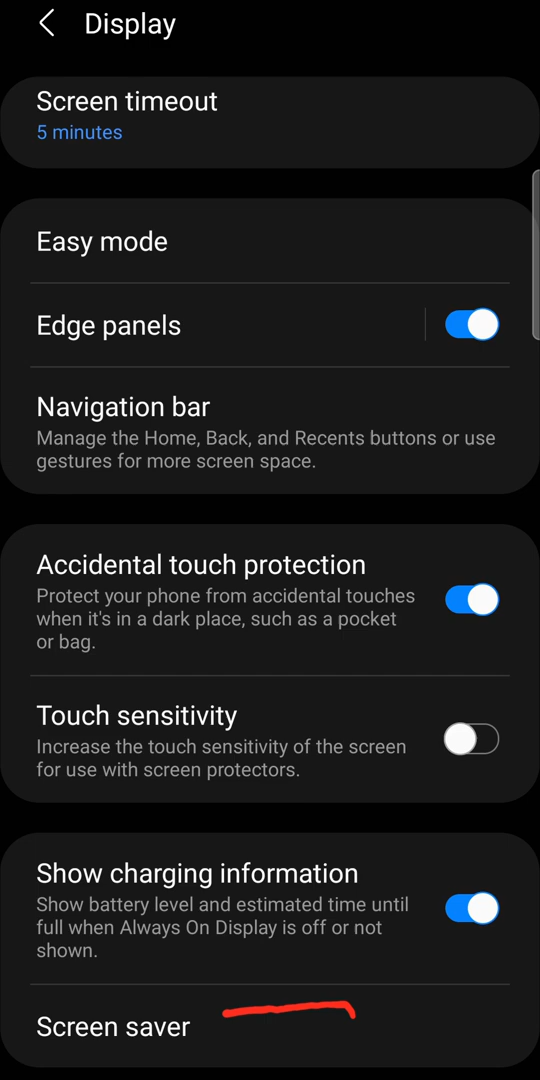 Display
Screen timeout
5 minutes
Easy mode
Edge panels
Navigation bar
Manage the Home, Back, and Recents buttons or use
gestures for more screen space.
Accidental touch protection
Protect your phone from accidental touches
when it's in a dark place, such as a pocket
or bag.
Touch sensitivity
Increase the touch sensitivity of the screen
for use with screen protectors.
Show charging information
Show battery level and estimated time until
full when Always On Display is off or not
shown.
Screen saver